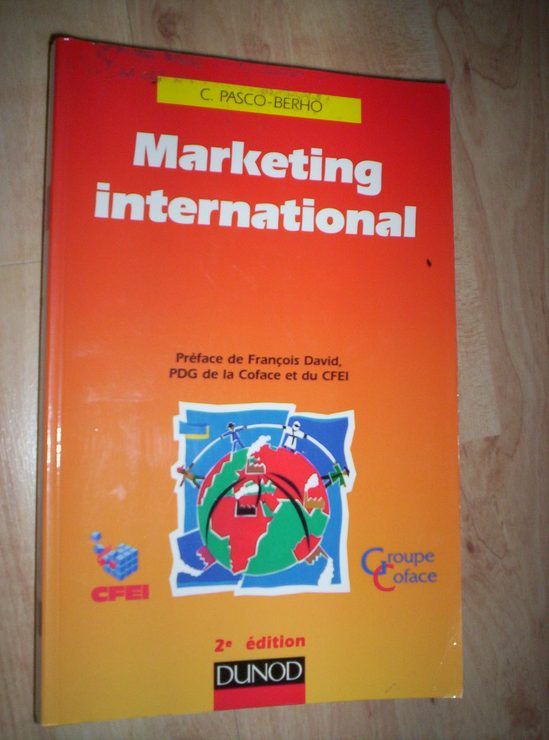 C. PASCO-BERHO
Marketing
international
Préface de François David,
PDG de la Coface et du CFEI
CFEI
Groupe
Coface
2e édition
DUNOD